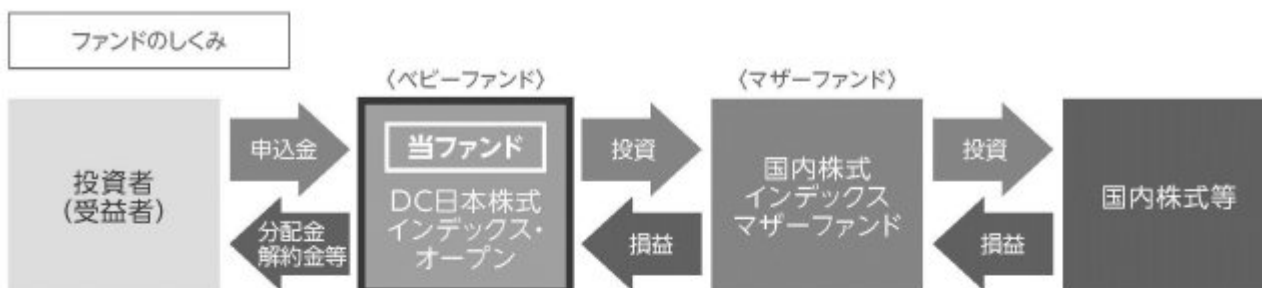 ファンドのしくみ
〈ベビーファンド〉
〈マザーファンド〉
投資者
(受益者)
申込金
分配金
解約金等
当ファンド
DC日本株式
インデックス・
オープン
投資
損益
国内株式
インデックス
マザーファンド
投資
損益
国内株式等